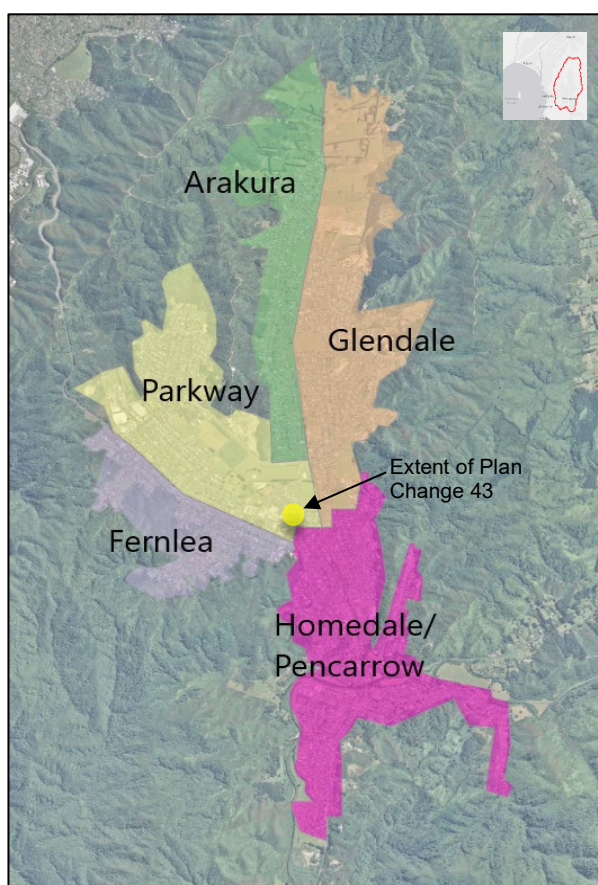 Arakura
Glendale
Parkway
Extent of Plan
Change 43
Fernlea
Homedale/
Pencarrow